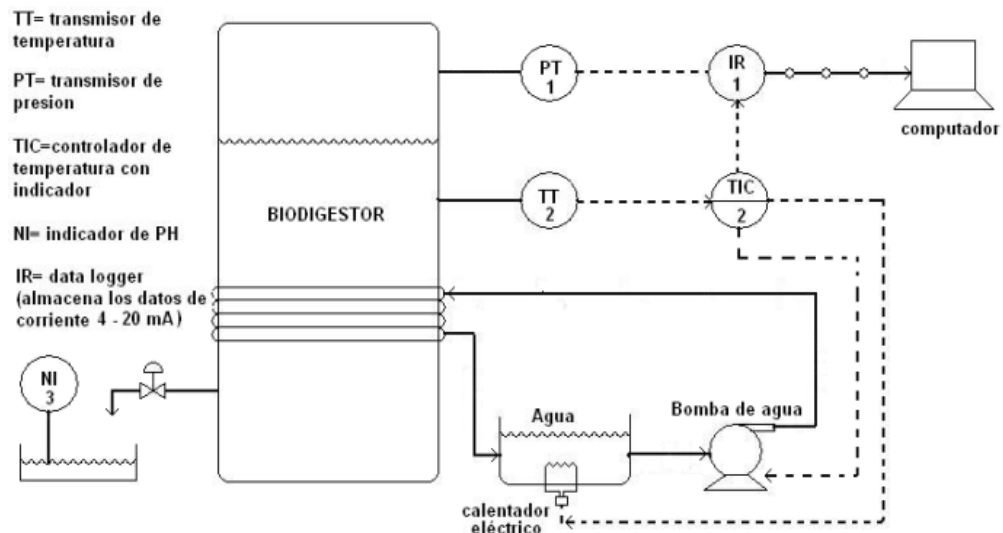 TT= transmisor de
temperatura
PT= transmisor de
presion
TIC=controlador de
temperatura con
indicador
NI= indicador de PH
IR= data logger
(almacena los datos de
corriente 4 - 20 mA)
BIODIGESTOR
PT
1
IR
1
computador
TT
2
TIC
2
NI
3
Agua
Bomba de agua
calentador
eléctrico